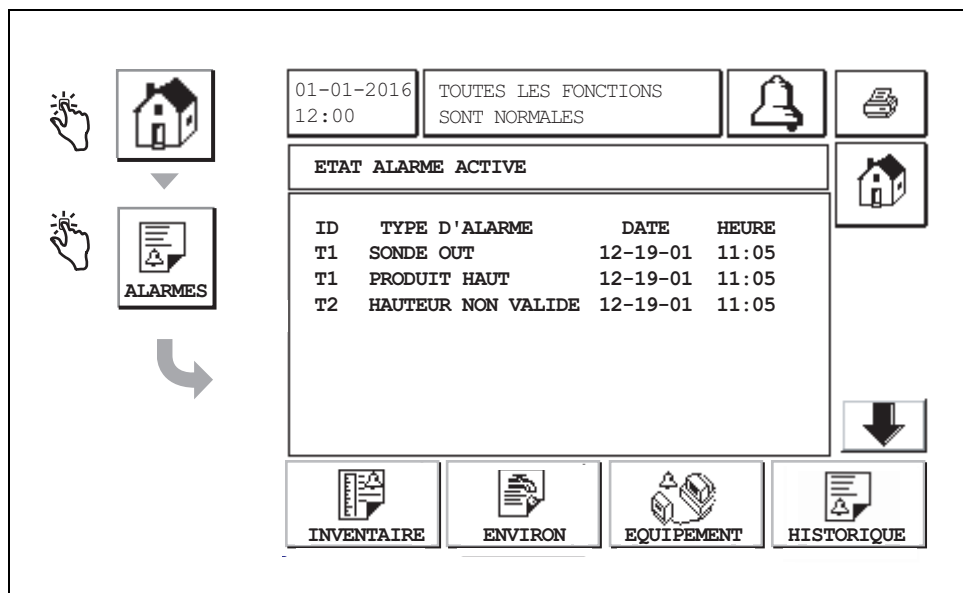 01-01-2016
12:00
TOUTES LES FONCTIONS
SONT NORMALES
ETAT ALARME ACTIVE
ID TYPE D'ALARME DATE HEURE
T1 SONDE OUT 12-19-01 11:05
T1 PRODUIT HAUT 12-19-01 11:05
T2 HAUTEUR NON VALIDE 12-19-01 11:05
ALARMES
INVENTAIRE ENVIRON EQUIPEMENT HISTORIQUE